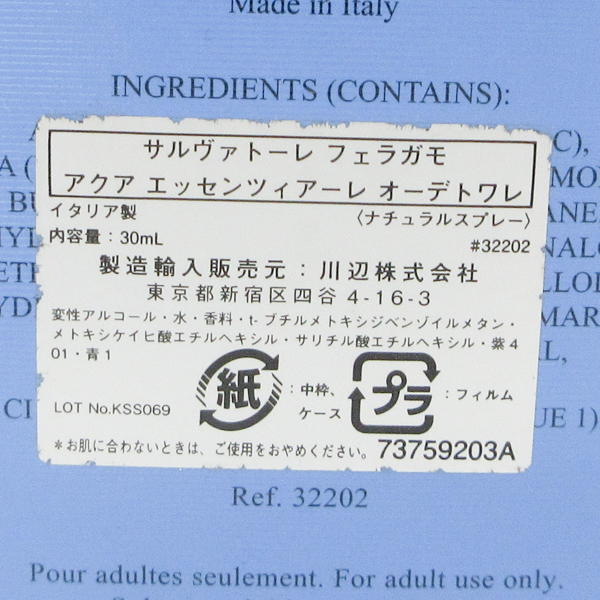 Made in Italy
INGREDIENTS (CONTAINS):
サルヴァトーレ フェラガモ
アクア エッセンツィアーレ オーデトワレ
イタリア製
〈ナチュラルスプレー〉
内容量：30mL
#32202
製造輸入販売元：川辺株式会社
東京都新宿区四谷 4-16-3
変性アルコール・水・香料・t-ブチルメトキシジベンゾイルメタン・
メトキシケイヒ酸エチルヘキシル・サリチル酸エチルヘキシル・紫4
01・青1
LOT No.KSS069
紙
：中枠、
ケース
プラ
：フィルム
*お肌に合わないときは、ご使用をおやめください。
73759203A
Ref. 32202
Pour adultes seulement. For adult use only.